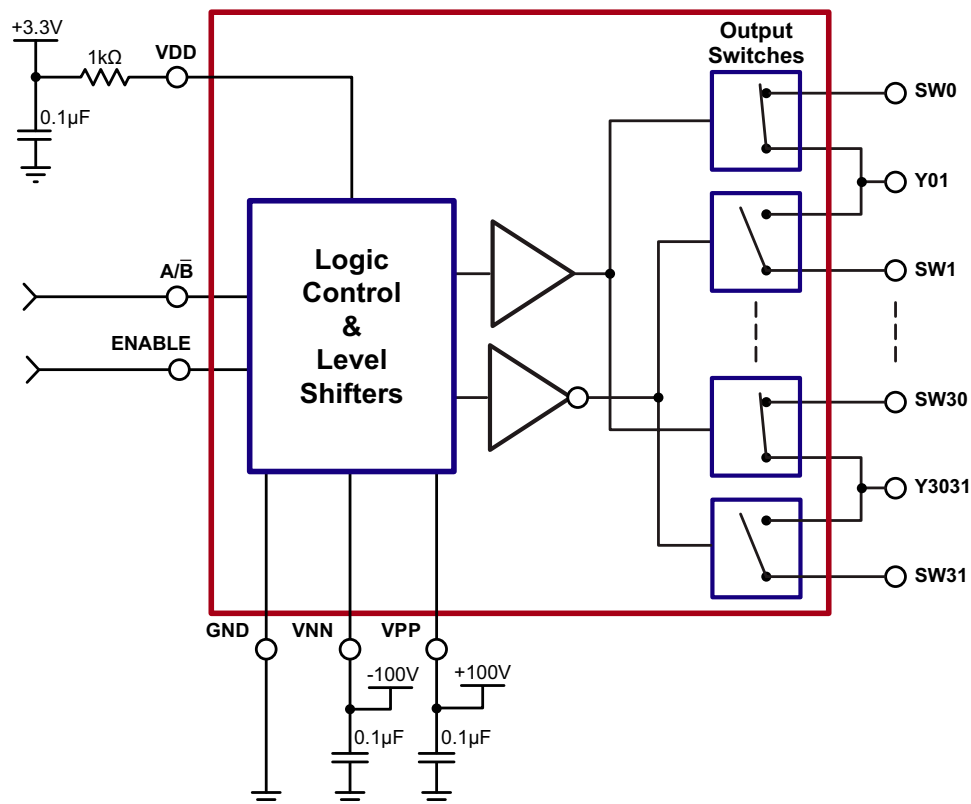 +3.3V
1kΩ
VDD
0.1µF
Output
Switches
SW0
Y01
SW1
A/B̅
ENABLE
Logic
Control
&
Level
Shifters
SW30
Y3031
SW31
GND
VNN
VPP
-100V
+100V
0.1µF
0.1µF